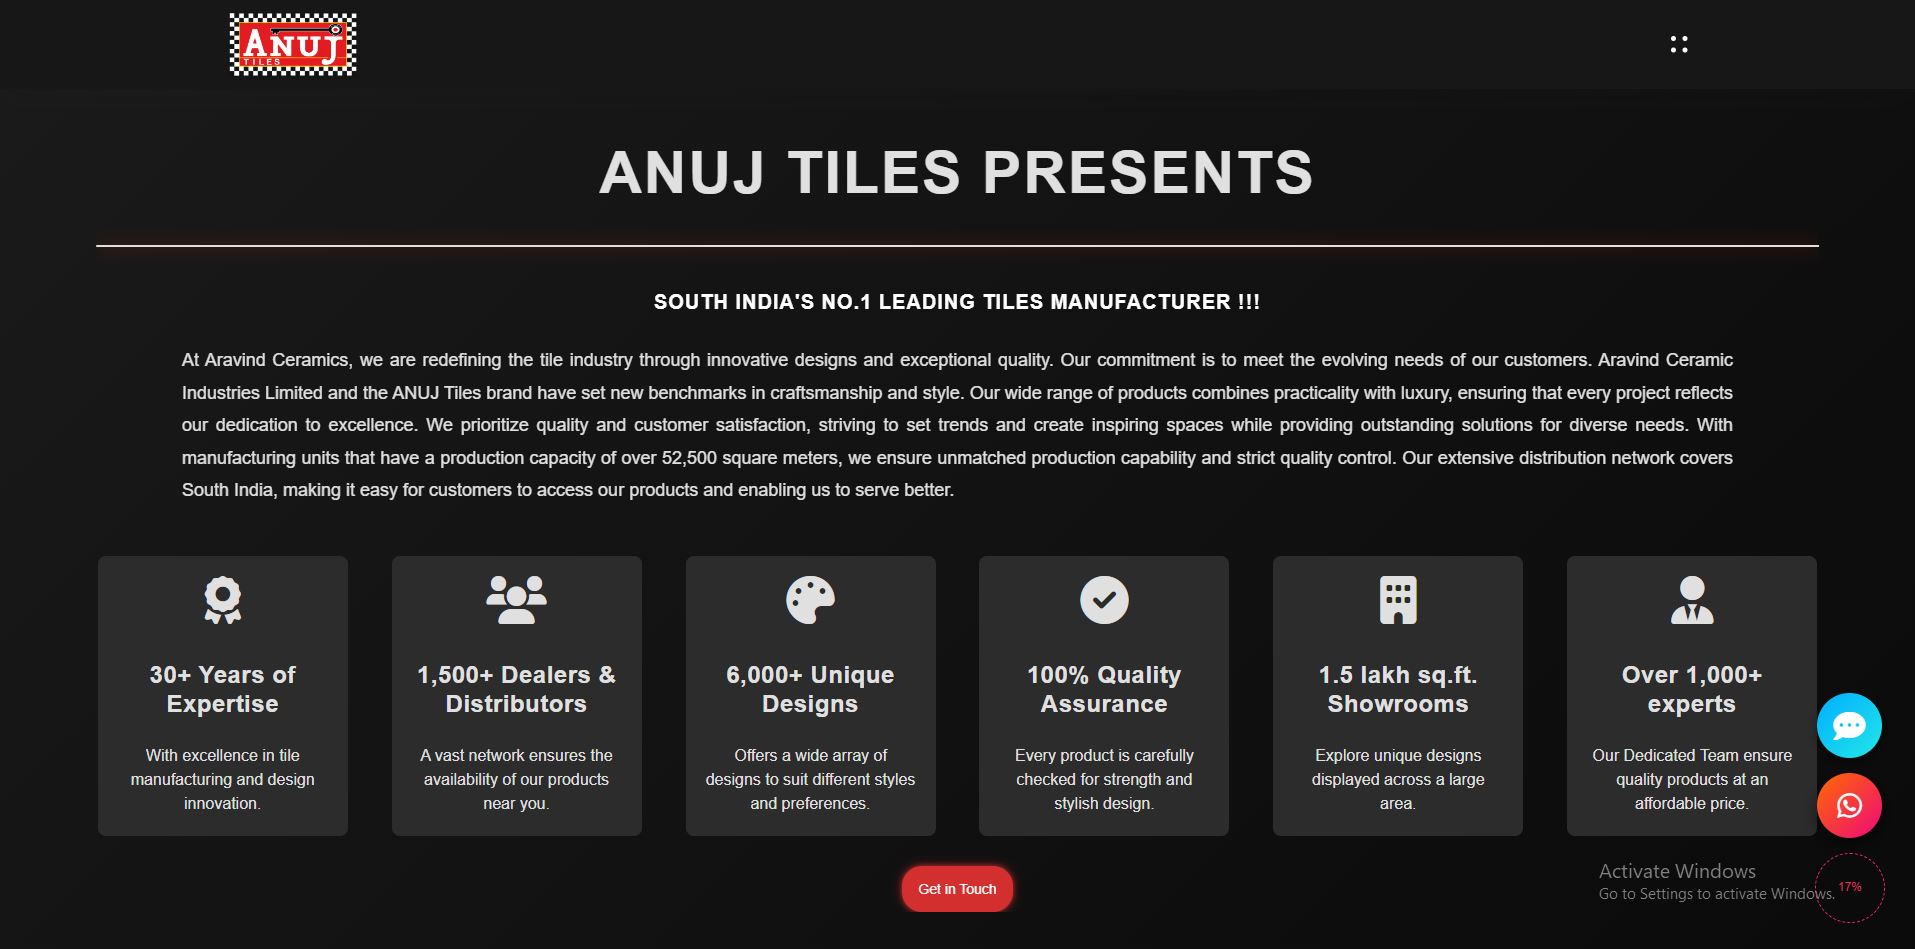 ANUJ
TILES
ANUJ TILES PRESENTS
SOUTH INDIA'S NO.1 LEADING TILES MANUFACTURER !!!
At Aravind Ceramics, we are redefining the tile industry through innovative designs and exceptional quality. Our commitment is to meet the evolving needs of our customers. Aravind Ceramic
Industries Limited and the ANUJ Tiles brand have set new benchmarks in craftsmanship and style. Our wide range of products combines practicality with luxury, ensuring that every project reflects
our dedication to excellence. We prioritize quality and customer satisfaction, striving to set trends and create inspiring spaces while providing outstanding solutions for diverse needs. With
manufacturing units that have a production capacity of over 52,500 square meters, we ensure unmatched production capability and strict quality control. Our extensive distribution network covers
South India, making it easy for customers to access our products and enabling us to serve better.
30+ Years of
Expertise
With excellence in tile
manufacturing and design
innovation.
1,500+ Dealers &
Distributors
A vast network ensures the
availability of our products
near you.
6,000+ Unique
Designs
Offers a wide array of
designs to suit different styles
and preferences.
100% Quality
Assurance
Every product is carefully
checked for strength and
stylish design.
1.5 lakh sq.ft.
Showrooms
Explore unique designs
displayed across a large
area.
Over 1,000+
experts
Our Dedicated Team ensure
quality products at an
affordable price.
Get in Touch
Activate Windows
Go to Settings to activate Windows.
17%